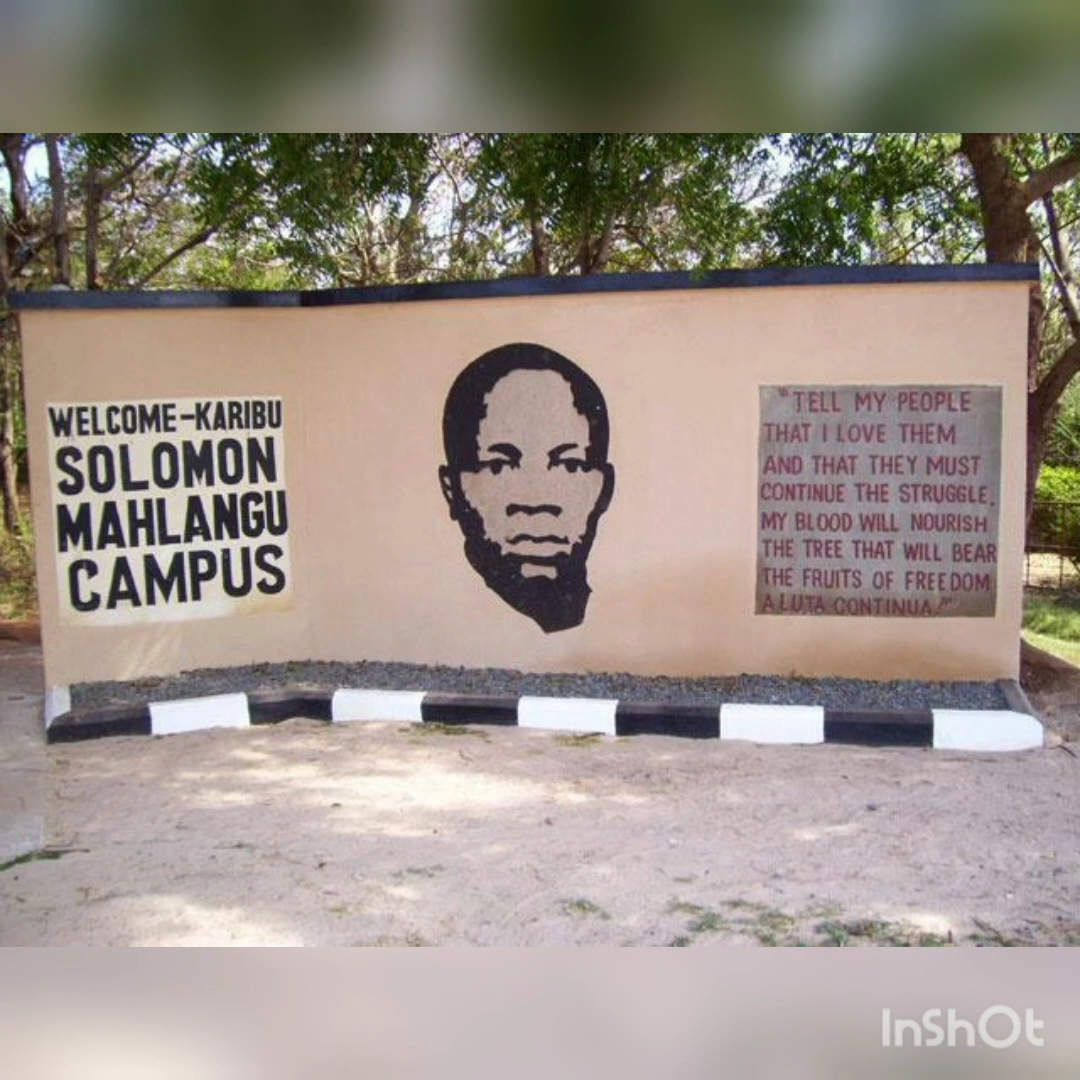 WELCOME-KARIBU
SOLOMON
MAHLANGU
CAMPUS
"TELL MY PEOPLE
THAT I LOVE THEM
AND THAT THEY MUST
CONTINUE THE STRUGGLE.
MY BLOOD WILL NOURISH
THE TREE THAT WILL BEAR
THE FRUITS OF FREEDOM
A LUTA CONTINUA."
InShOt